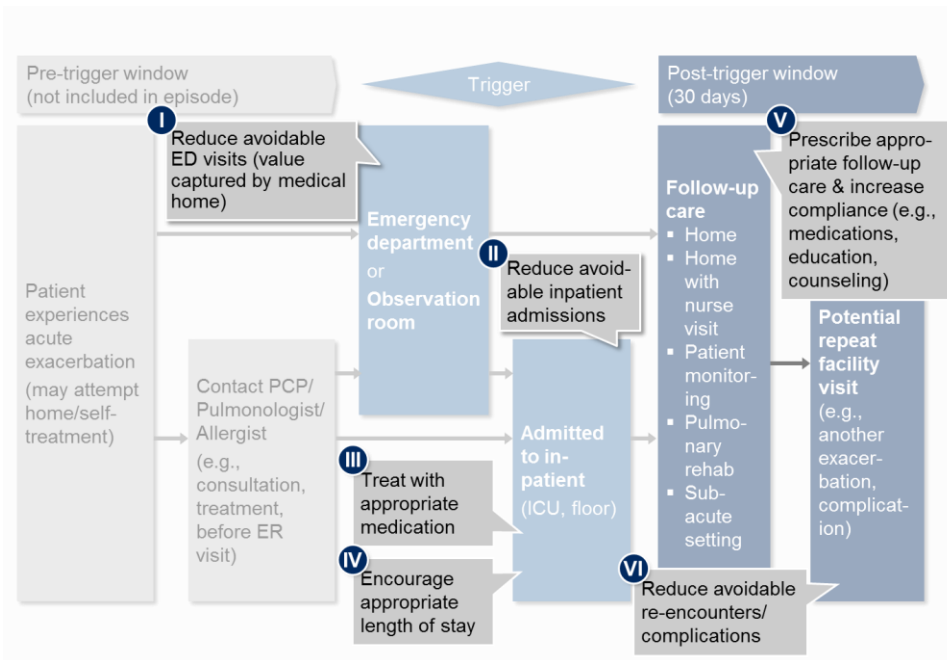 Pre-trigger window
(not included in episode)
Trigger
Post-trigger window
(30 days)
I
Reduce avoidable
ED visits (value
captured by medical
home)
V
Prescribe appro-
priate follow-up
care & increase
compliance (e.g.,
medications,
education,
counseling)
Patient
experiences
acute
exacerbation
(may attempt
home/self-
treatment)
Contact PCP/
Pulmonologist/
Allergist
(e.g.,
consultation,
treatment,
before ER
visit)
Emergency
department
or
Observation
room
II
Reduce avoid-
able inpatient
admissions
III
Treat with
appropriate
medication
IV
Encourage
appropriate
length of stay
Admitted
to in-
patient
(ICU, floor)
Follow-up
care
▪ Home
▪ Home
with
nurse
visit
▪ Patient
monitor-
ing
▪ Pulmo-
nary
rehab
▪ Sub-
acute
setting
Potential
repeat
facility
visit
(e.g.,
another
exacer-
bation,
complicat-
ion)
VI
Reduce avoidable
re-encounters/
complications